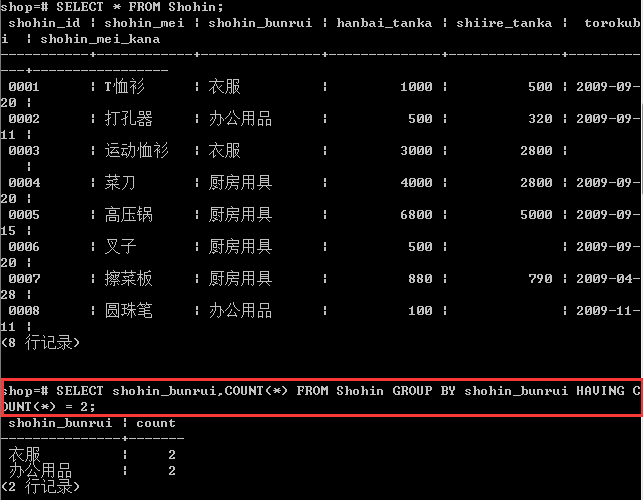 shop=# SELECT * FROM Shohin;
shohin_id | shohin_mei | shohin_bunrui | hanbai_tanka | shiire_tanka | torokub
i | shohin_mei_kana
-----------+------------+---------------+--------------+--------------+--------
---+-----------------
0001 | T恤衫 | 衣服 | 1000 | 500 | 2009-09-
20 |
0002 | 打孔器 | 办公用品 | 500 | 320 | 2009-09-
11 |
0003 | 运动恤衫 | 衣服 | 3000 | 2800 |
|
0004 | 菜刀 | 厨房用具 | 4000 | 2800 | 2009-09-
20 |
0005 | 高压锅 | 厨房用具 | 6800 | 5000 | 2009-09-
15 |
0006 | 叉子 | 厨房用具 | 500 | | 2009-09-
20 |
0007 | 擦菜板 | 厨房用具 | 880 | 790 | 2009-04-
28 |
0008 | 圆珠笔 | 办公用品 | 100 | | 2009-11-
11 |
(8 行记录)
shop=# SELECT shohin_bunrui,COUNT(*) FROM Shohin GROUP BY shohin_bunrui HAVING C
OUNT(*) = 2;
shohin_bunrui | count
---------------+-------
衣服 | 2
办公用品 | 2
(2 行记录)